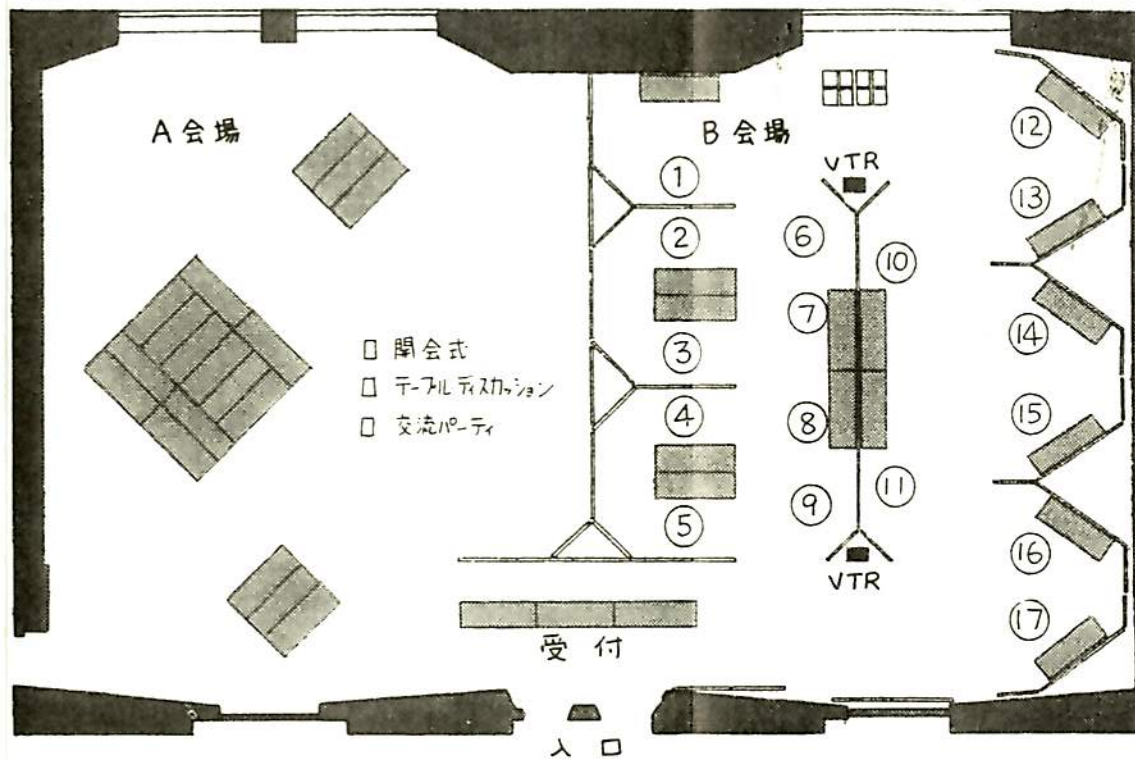 A会場
B会場
VTR
①
②
③
④
⑤
⑥
⑦
⑧
⑨
⑩
⑪
VTR
⑫
⑬
⑭
⑮
⑯
⑰
□ 開会式
□ テーブルディスカッション
□ 交流パーティ
受付
入口